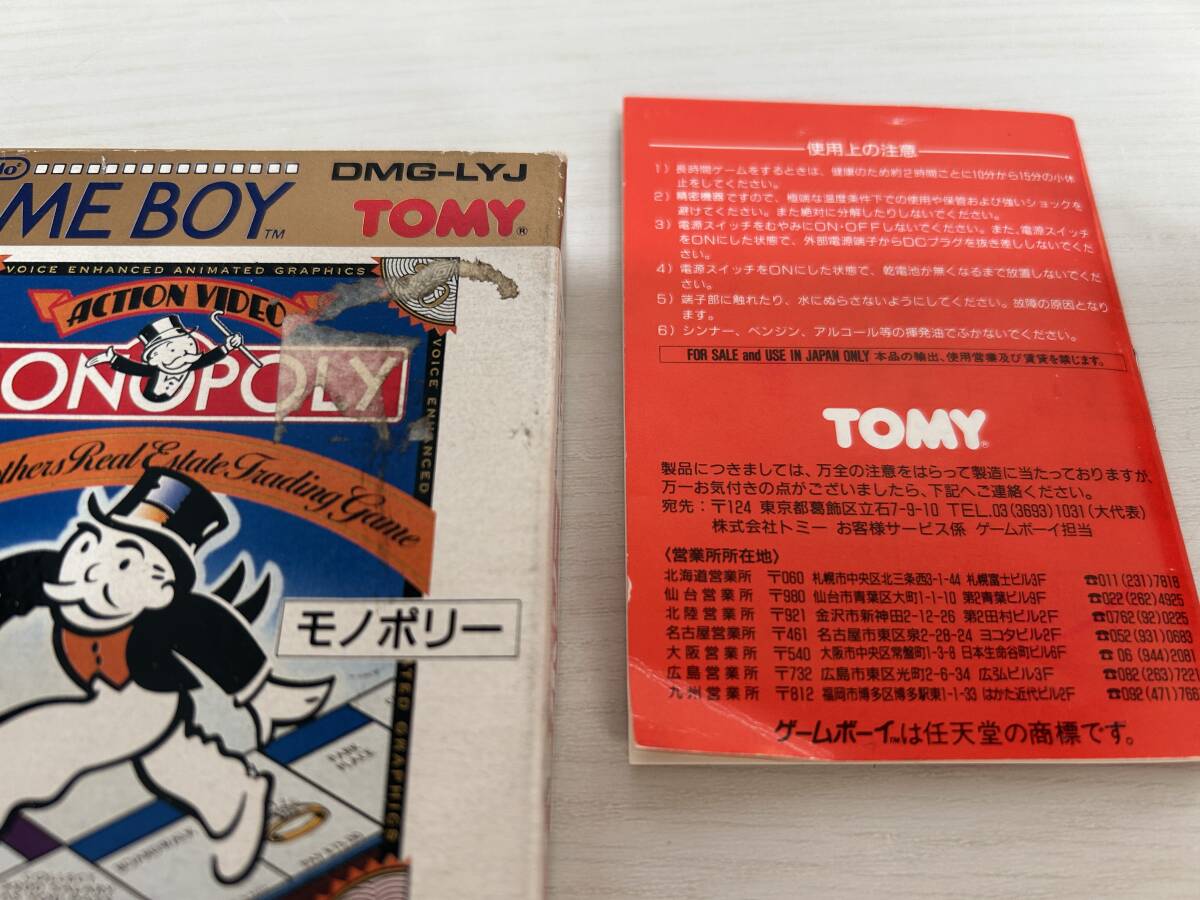 DMG-LYJ
ME BOY™
TOMY®
VOICE ENHANCED ANIMATED GRAPHICS
ACTION VIDEO
ONOPOLY
thers Real Estate Trading Game
VOICE ENHANCED
モノポリー
TED GRAPHICS
PARK PLACE
BOARDWALK
使用上の注意
1）長時間ゲームをするときは、健康のため約2時間ごとに10分から15分の小休
止をしてください。
2）精密機器ですので、極端な温度条件下での使用や保管および強いショックを
避けてください。また絶対に分解したりしないでください。
3）電源スイッチをむやみにON・OFFしないでください。また、電源スイッチ
をONにした状態で、外部電源端子からDCプラグを抜き差ししないでくだ
さい。
4）電源スイッチをONにした状態で、乾電池が無くなるまで放置しないでくだ
さい。
5）端子部に触れたり、水にぬらさないようにしてください。故障の原因となり
ます。
6）シンナー、ベンジン、アルコール等の揮発油でふかないでください。
FOR SALE and USE IN JAPAN ONLY 本品の輸出、使用営業及び賃貸を禁じます。
TOMY®
製品につきましては、万全の注意をはらって製造に当たっておりますが、
万一お気付きの点がございましたら、下記へご連絡ください。
宛先：〒124 東京都葛飾区立石7-9-10 TEL.03(3693)1031(大代表)
株式会社トミー お客様サービス係 ゲームボーイ担当
〈営業所所在地〉
北海道営業所 〒060 札幌市中央区北三条西3-1-44 札幌富士ビル3F ☎011(231)7818
仙台営業所 〒980 仙台市青葉区大町1-1-10 第2青葉ビル9F ☎022(262)4925
北陸営業所 〒921 金沢市新神田2-12-26 第2田村ビル2F ☎0762(92)0225
名古屋営業所 〒461 名古屋市東区泉2-28-24 ヨコタビル2F ☎052(931)0683
大阪営業所 〒540 大阪市中央区常盤町1-3-8 日本生命谷町ビル6F ☎06(944)2081
広島営業所 〒732 広島市東区光町2-6-34 広弘ビル3F ☎082(263)7221
九州営業所 〒812 福岡市博多区博多駅東1-1-33 はかた近代ビル2F ☎092(471)766
ゲームボーイ™は任天堂の商標です。